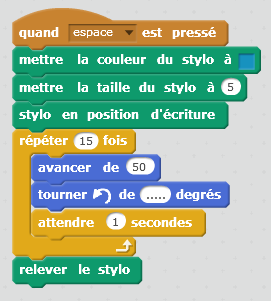 quand espace est pressé
mettre la couleur du stylo à
mettre la taille du stylo à 5
stylo en position d'écriture
répéter 15 fois
avancer de 50
tourner de ..... degrés
attendre 1 secondes
relever le stylo